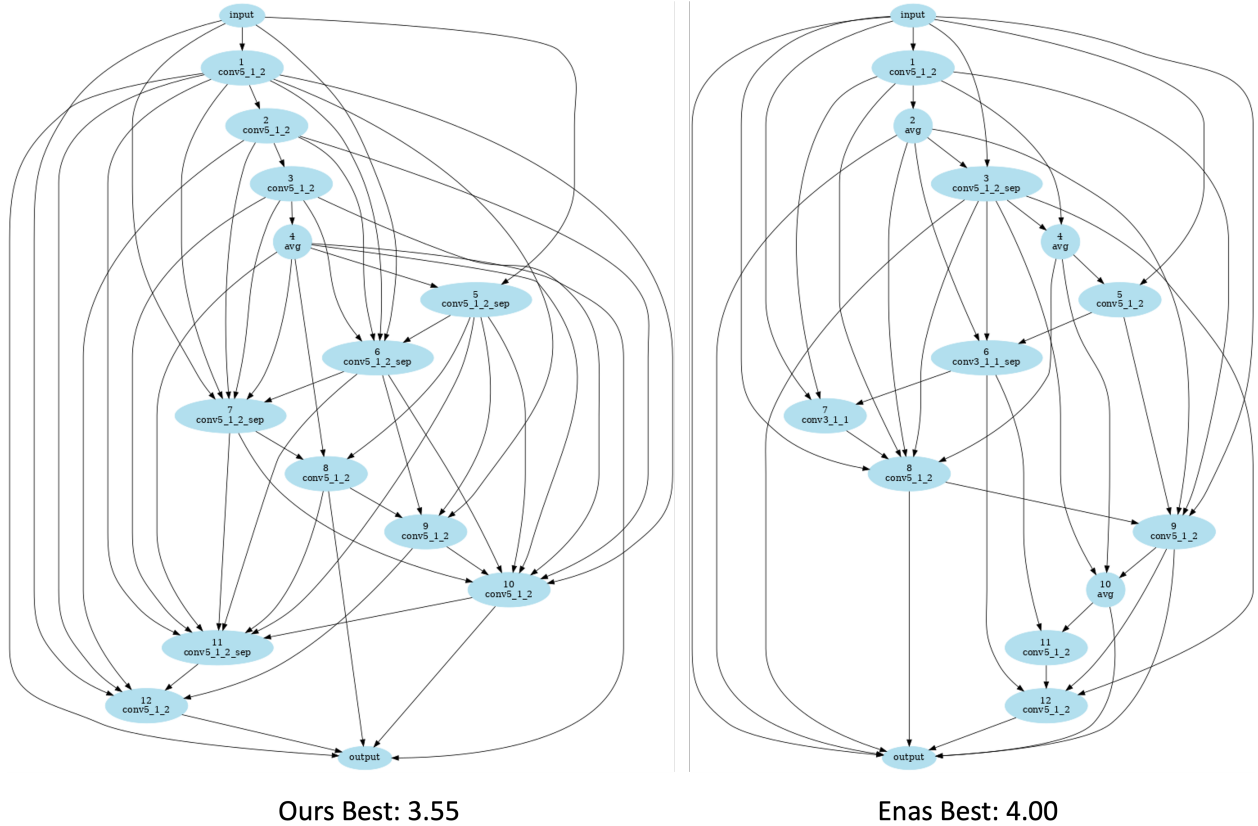 input
1
conv5_1_2
2
conv5_1_2
3
conv5_1_2
4
avg
5
conv5_1_2_sep
6
conv5_1_2_sep
7
conv5_1_2_sep
8
conv5_1_2
9
conv5_1_2
10
conv5_1_2
11
conv5_1_2_sep
12
conv5_1_2
output
Ours Best: 3.55
input
1
conv5_1_2
2
avg
3
conv5_1_2_sep
4
avg
5
conv5_1_2
6
conv3_1_1_sep
7
conv3_1_1
8
conv5_1_2
9
conv5_1_2
10
avg
11
conv5_1_2
12
conv5_1_2
output
Enas Best: 4.00